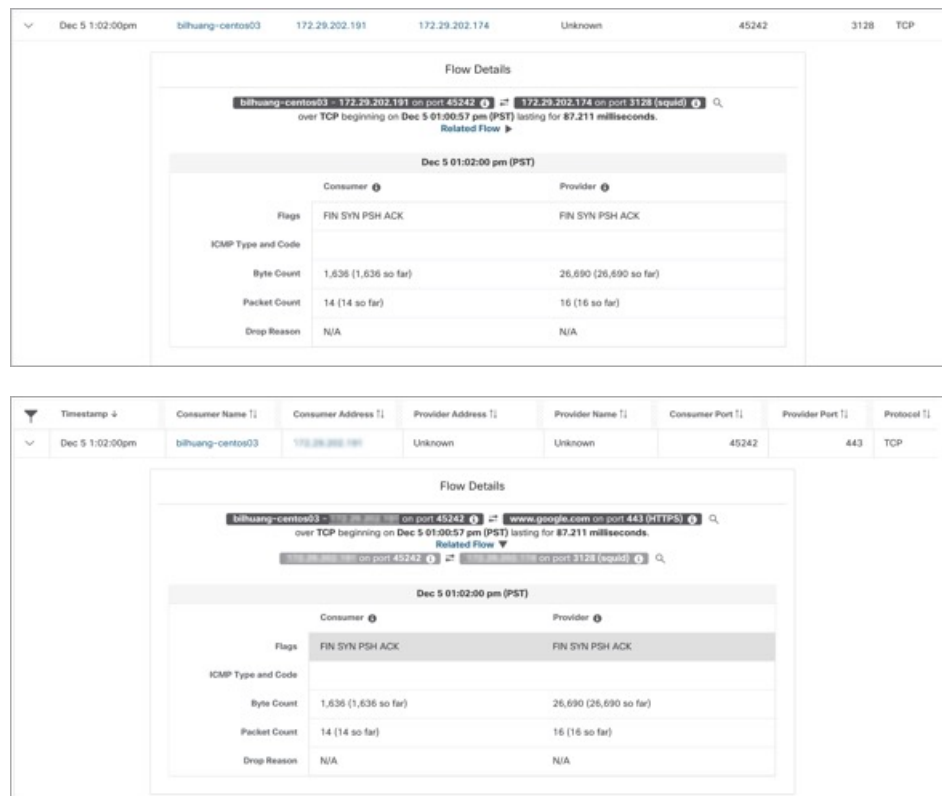 Dec 5 1:02:00pm bilhuang-centos03 172.29.202.191 172.29.202.174 Unknown 45242 3128 TCP
Flow Details
bilhuang-centos03 - 172.29.202.191 on port 45242 ⇄ 172.29.202.174 on port 3128 (squid)
over TCP beginning on Dec 5 01:00:57 pm (PST) lasting for 87.211 milliseconds.
Related Flow ▶
Dec 5 01:02:00 pm (PST)
Consumer Provider
Flags FIN SYN PSH ACK FIN SYN PSH ACK
ICMP Type and Code
Byte Count 1,636 (1,636 so far) 26,690 (26,690 so far)
Packet Count 14 (14 so far) 16 (16 so far)
Drop Reason N/A N/A
Timestamp ↓ Consumer Name ↑↓ Consumer Address ↑↓ Provider Address ↑↓ Provider Name ↑↓ Consumer Port ↑↓ Provider Port ↑↓ Protocol ↑↓
Dec 5 1:02:00pm bilhuang-centos03 Unknown Unknown 45242 443 TCP
Flow Details
bilhuang-centos03 - on port 45242 ⇄ www.google.com on port 443 (HTTPS)
over TCP beginning on Dec 5 01:00:57 pm (PST) lasting for 87.211 milliseconds.
Related Flow ▼
on port 45242 ⇄ on port 3128 (squid)
Dec 5 01:02:00 pm (PST)
Consumer Provider
Flags FIN SYN PSH ACK FIN SYN PSH ACK
ICMP Type and Code
Byte Count 1,636 (1,636 so far) 26,690 (26,690 so far)
Packet Count 14 (14 so far) 16 (16 so far)
Drop Reason N/A N/A